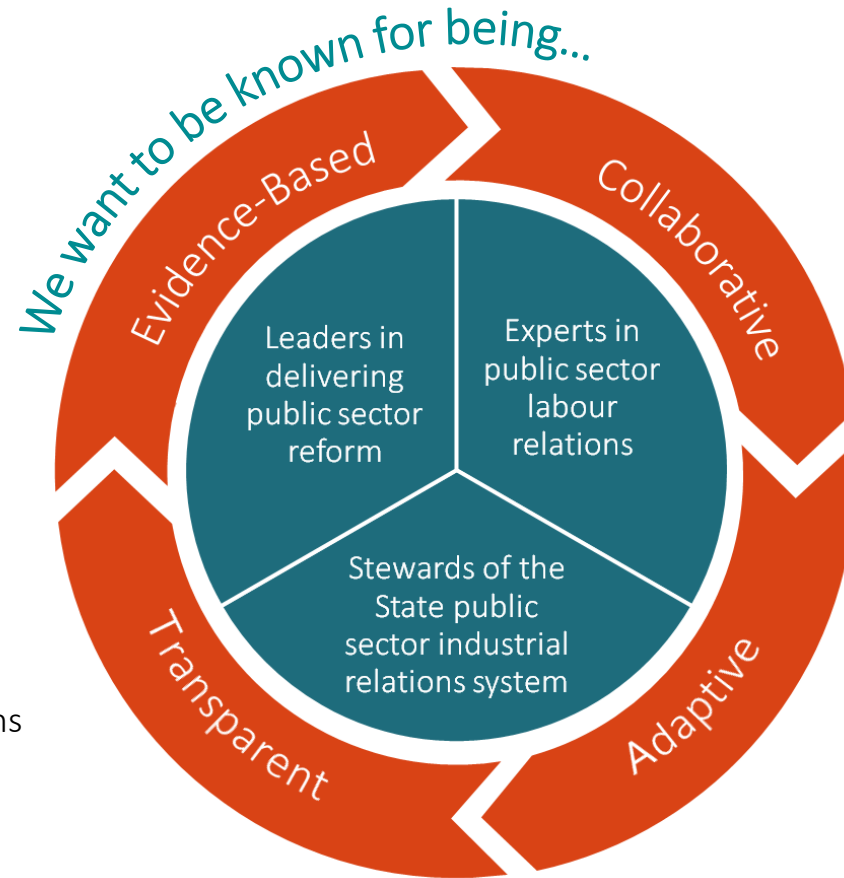 We want to be known for being...
Evidence-Based
Collaborative
Leaders in
delivering
public sector
reform
Experts in
public sector
labour
relations
Stewards of the
State public
sector industrial
relations system
Transparent
Adaptive
ns